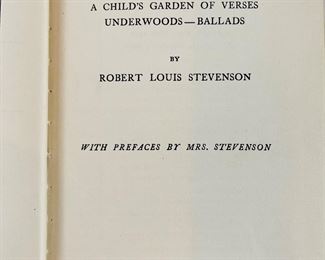 A CHILD'S GARDEN OF VERSES
UNDERWOODS—BALLADS
BY
ROBERT LOUIS STEVENSON
WITH PREFACES BY MRS. STEVENSON